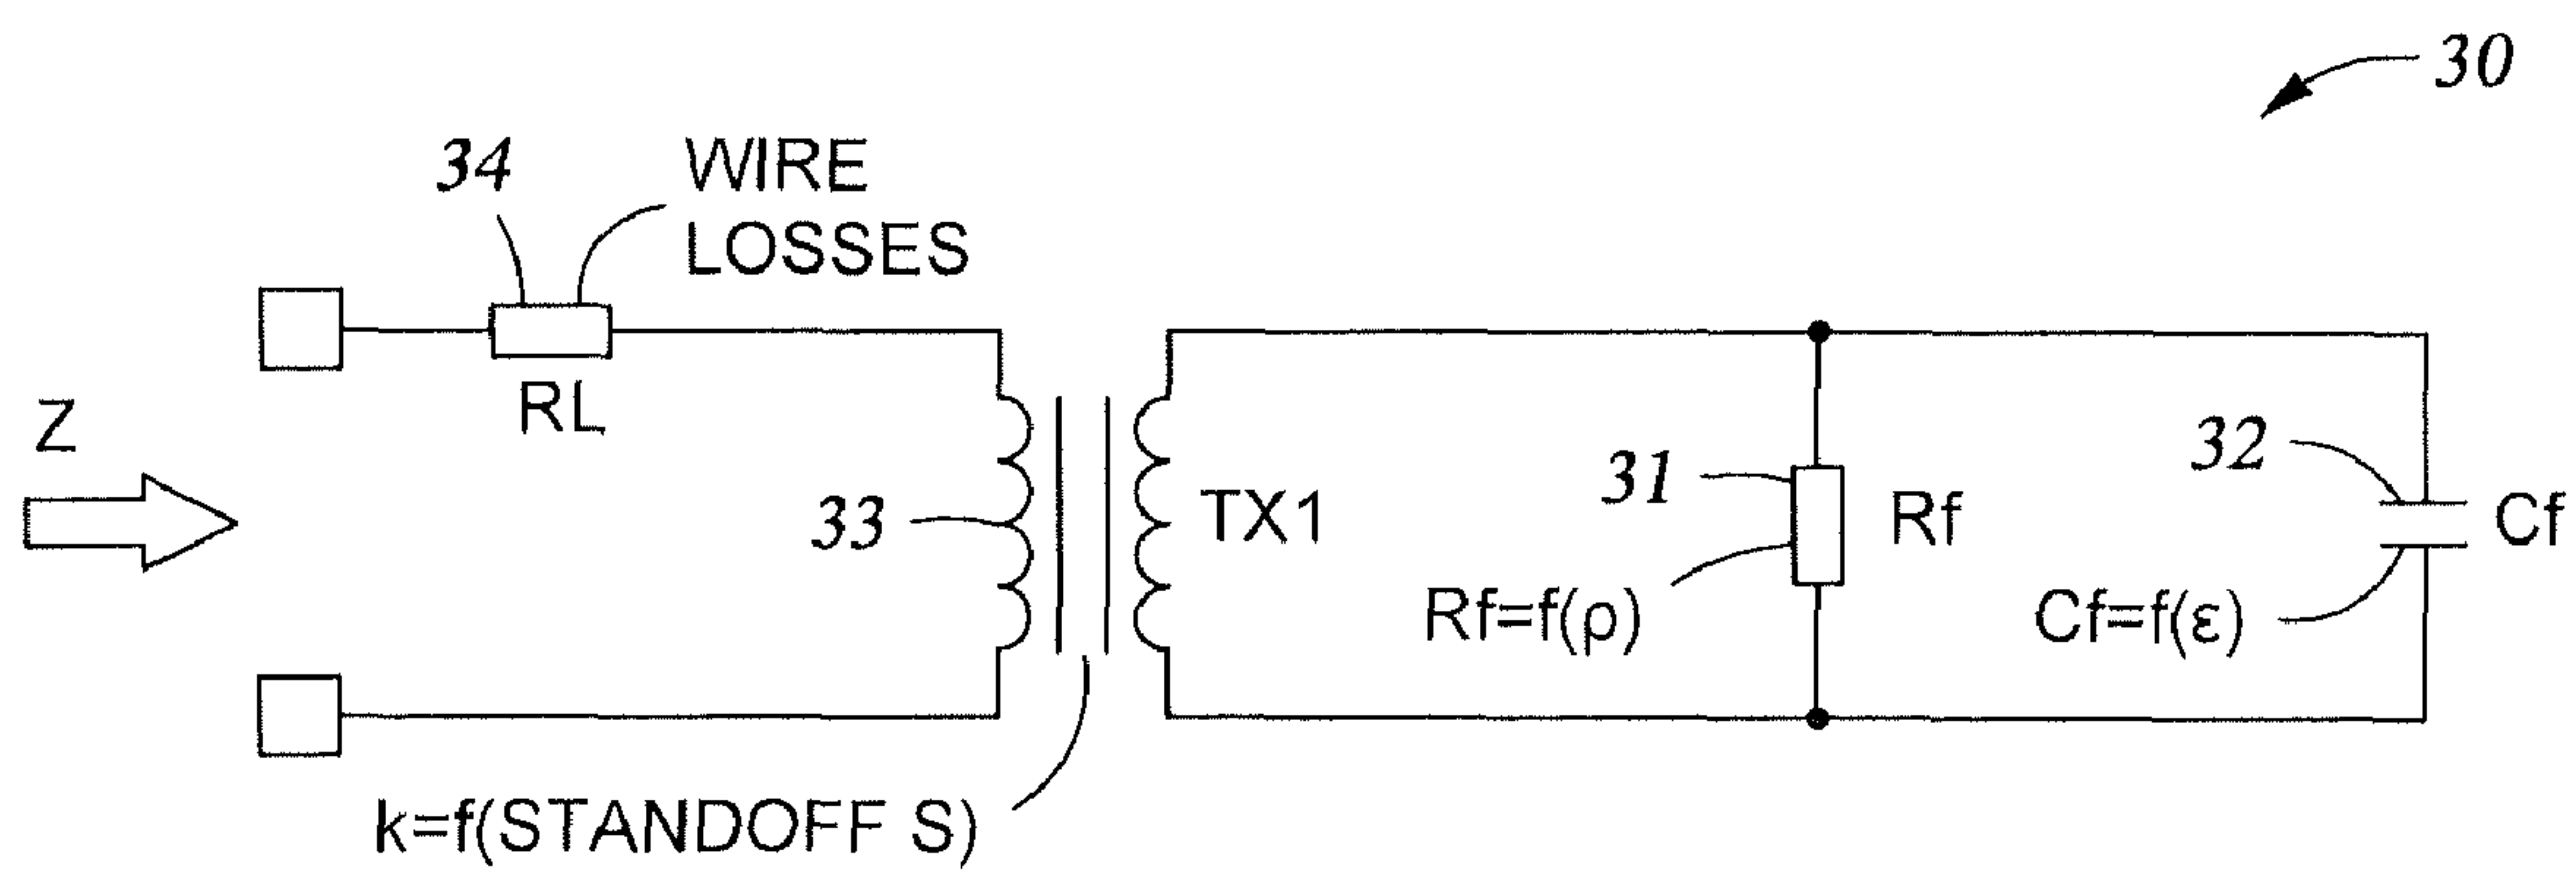 30
34
WIRE
LOSSES
RL
Z
33
TX1
31
Rf
Rf=f(ρ)
32
Cf
Cf=f(ε)
k=f(STANDOFF S)